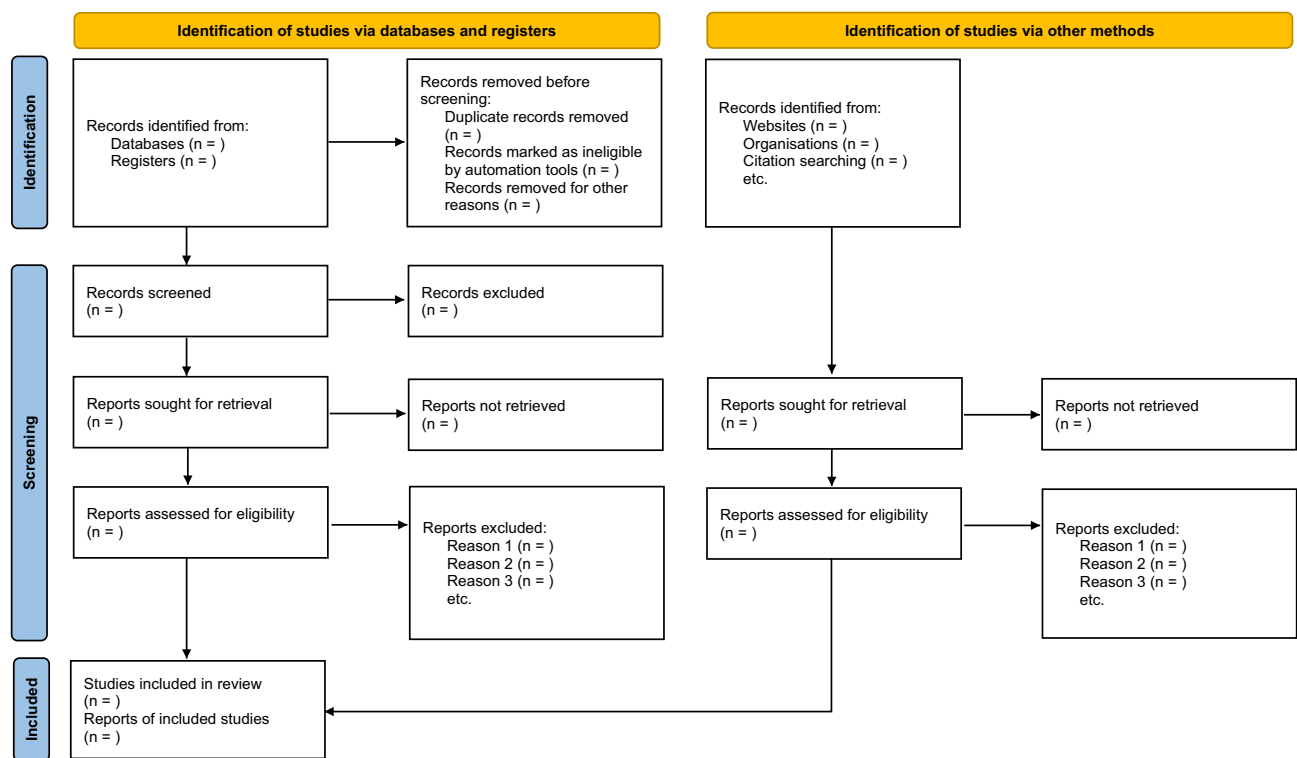 Identification of studies via databases and registers
Identification of studies via other methods
Identification
Records identified from:
Databases (n = )
Registers (n = )
Records removed before
screening:
Duplicate records removed
(n = )
Records marked as ineligible
by automation tools (n = )
Records removed for other
reasons (n = )
Records identified from:
Websites (n = )
Organisations (n = )
Citation searching (n = )
etc.
Screening
Records screened
(n = )
Records excluded
(n = )
Reports sought for retrieval
(n = )
Reports not retrieved
(n = )
Reports sought for retrieval
(n = )
Reports not retrieved
(n = )
Reports assessed for eligibility
(n = )
Reports excluded:
Reason 1 (n = )
Reason 2 (n = )
Reason 3 (n = )
etc.
Reports assessed for eligibility
(n = )
Reports excluded:
Reason 1 (n = )
Reason 2 (n = )
Reason 3 (n = )
etc.
Included
Studies included in review
(n = )
Reports of included studies
(n = )